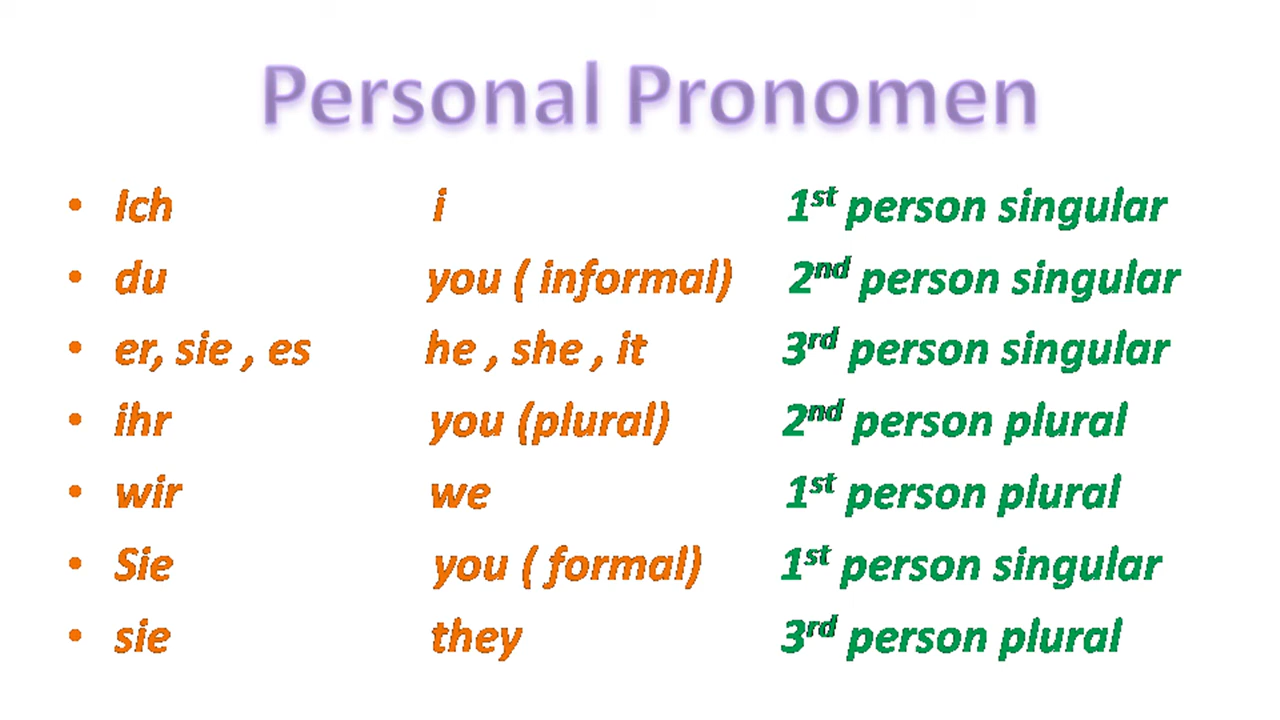 Personal Pronomen
• Ich i 1st person singular
• du you ( informal) 2nd person singular
• er, sie , es he , she , it 3rd person singular
• ihr you (plural) 2nd person plural
• wir we 1st person plural
• Sie you ( formal) 1st person singular
• sie they 3rd person plural